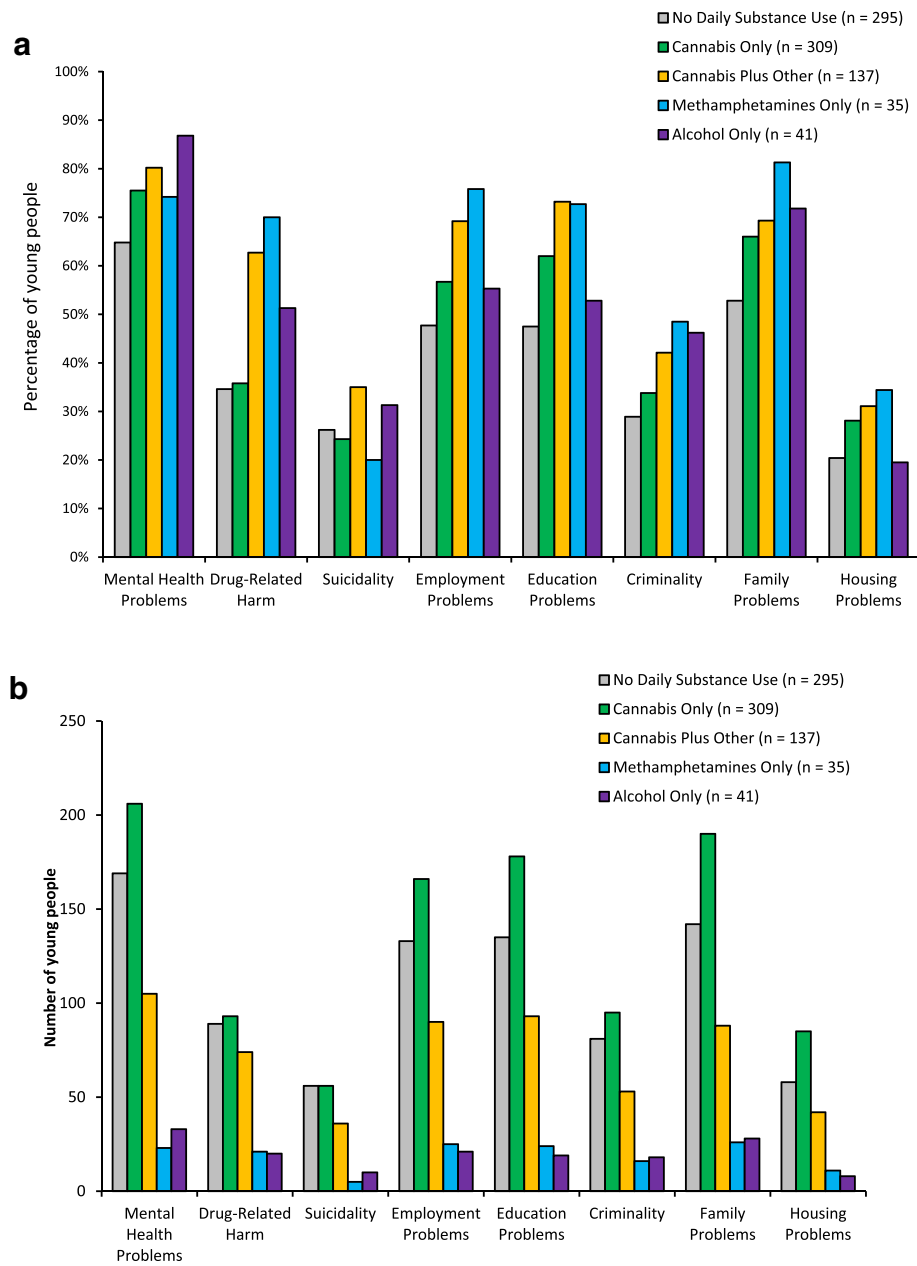 a
No Daily Substance Use (n = 295)
Cannabis Only (n = 309)
Cannabis Plus Other (n = 137)
Methamphetamines Only (n = 35)
Alcohol Only (n = 41)
Percentage of young people
100%
90%
80%
70%
60%
50%
40%
30%
20%
10%
0%
Mental Health Problems
Drug-Related Harm
Suicidality
Employment Problems
Education Problems
Criminality
Family Problems
Housing Problems
b
No Daily Substance Use (n = 295)
Cannabis Only (n = 309)
Cannabis Plus Other (n = 137)
Methamphetamines Only (n = 35)
Alcohol Only (n = 41)
Number of young people
250
200
150
100
50
0
Mental Health Problems
Drug-Related Harm
Suicidality
Employment Problems
Education Problems
Criminality
Family Problems
Housing Problems